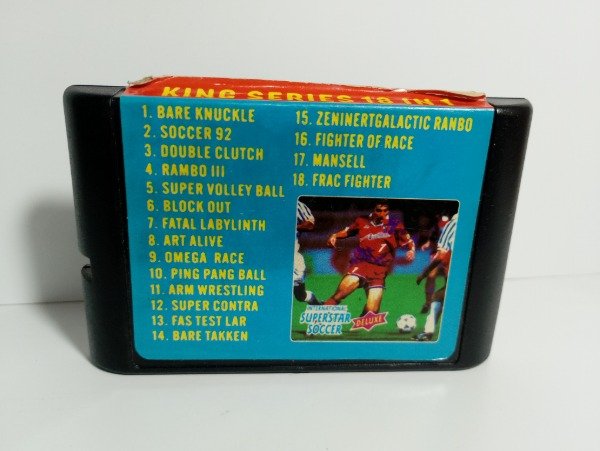 KING SERIES 18 IN 1
1. BARE KNUCKLE
2. SOCCER 92
3. DOUBLE CLUTCH
4. RAMBO III
5. SUPER VOLLEY BALL
6. BLOCK OUT
7. FATAL LABYLINTH
8. ART ALIVE
9. OMEGA RACE
10. PING PANG BALL
11. ARM WRESTLING
12. SUPER CONTRA
13. FAS TEST LAR
14. BARE TAKKEN
15. ZENINERTGALACTIC RANBO
16. FIGHTER OF RACE
17. MANSELL
18. FRAC FIGHTER
7
INTERNATIONAL
SUPERSTAR
SOCCER
DELUXE